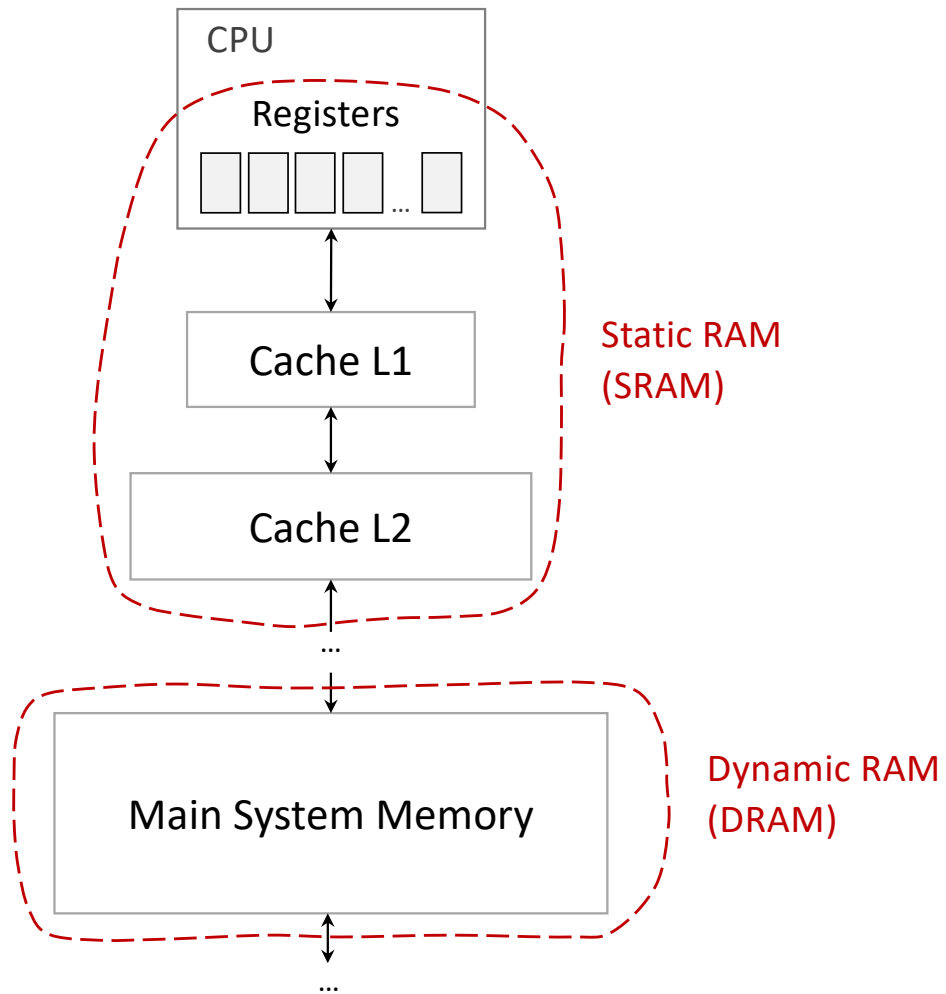 CPU
Registers
...
Cache L1
Static RAM
(SRAM)
Cache L2
...
Main System Memory
Dynamic RAM
(DRAM)
...